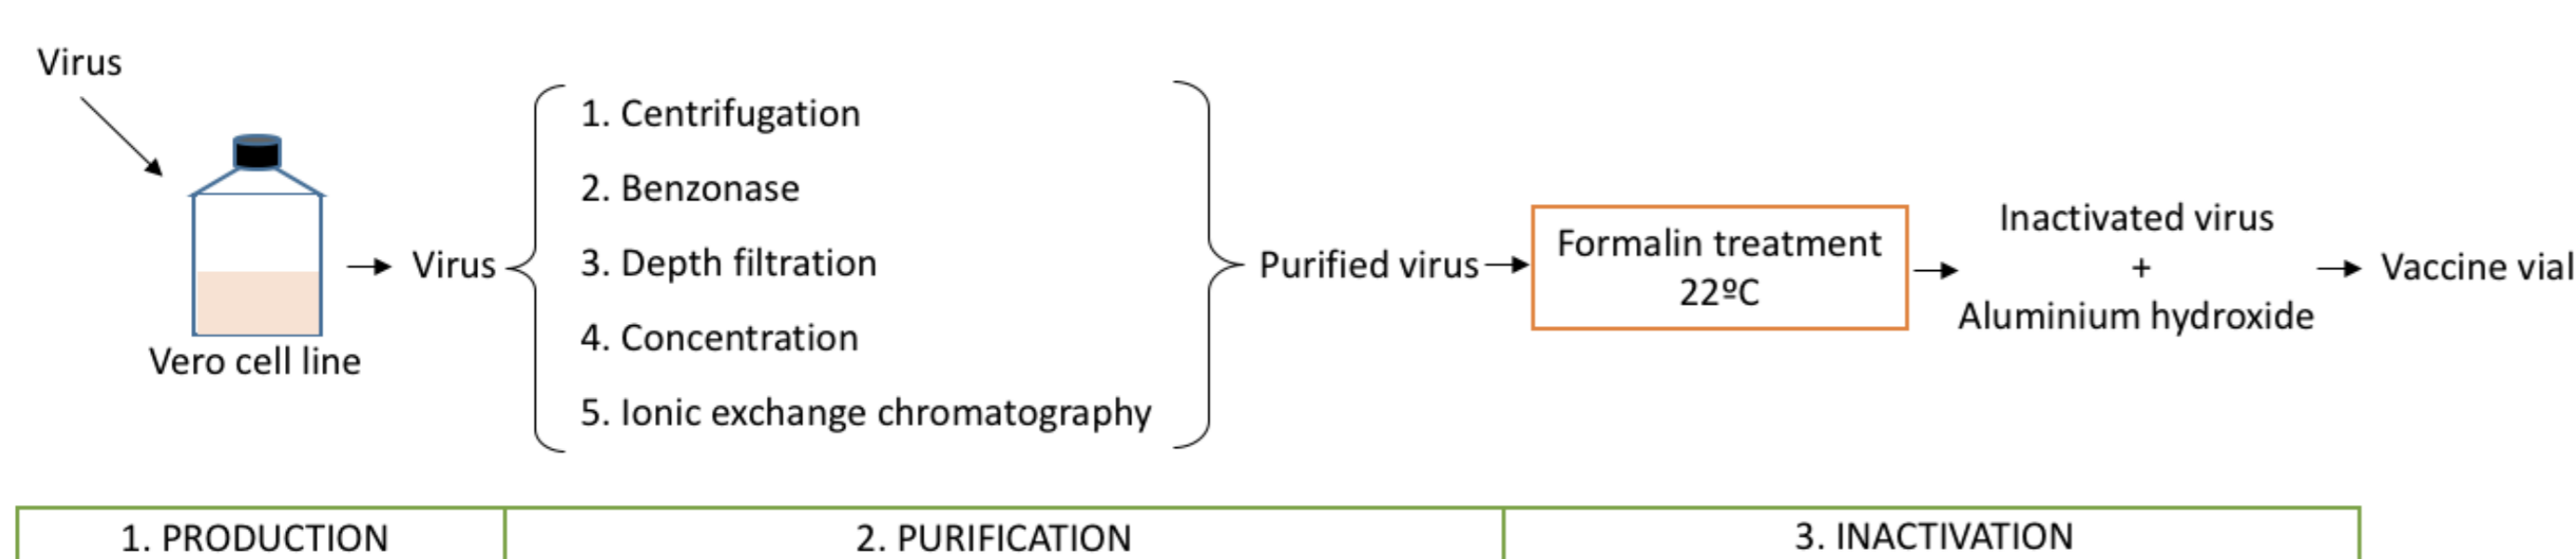 Virus
Vero cell line
Virus
1. Centrifugation
2. Benzonase
3. Depth filtration
4. Concentration
5. Ionic exchange chromatography
Purified virus
Formalin treatment
22ºC
Inactivated virus
+
Aluminium hydroxide
Vaccine vial
1. PRODUCTION
2. PURIFICATION
3. INACTIVATION